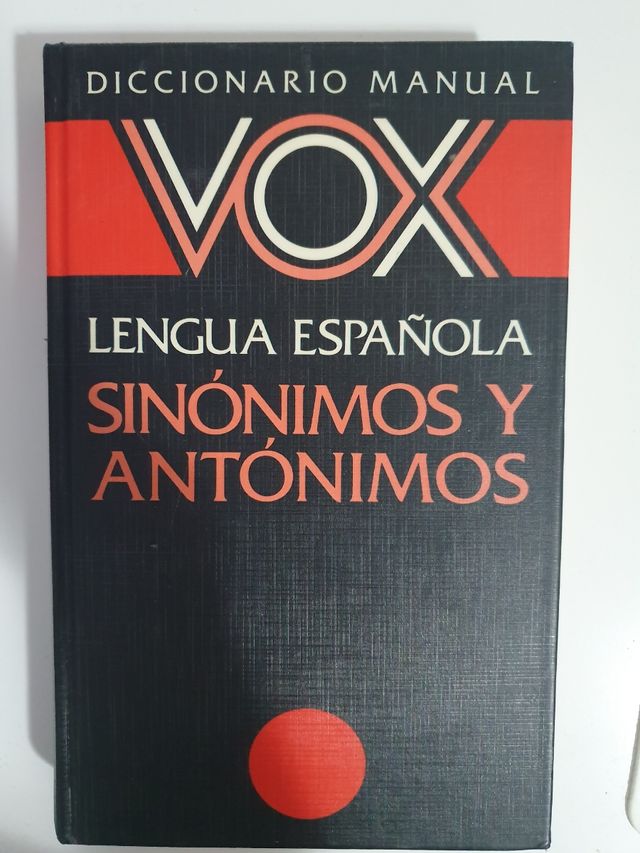 DICCIONARIO MANUAL
VOX
LENGUA ESPAÑOLA
SINÓNIMOS Y
ANTÓNIMOS